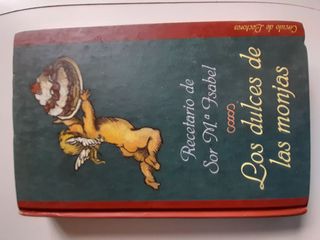 Círculo de Lectores
Recetario de
Sor Mª Isabel
Los dulces de
las monjas